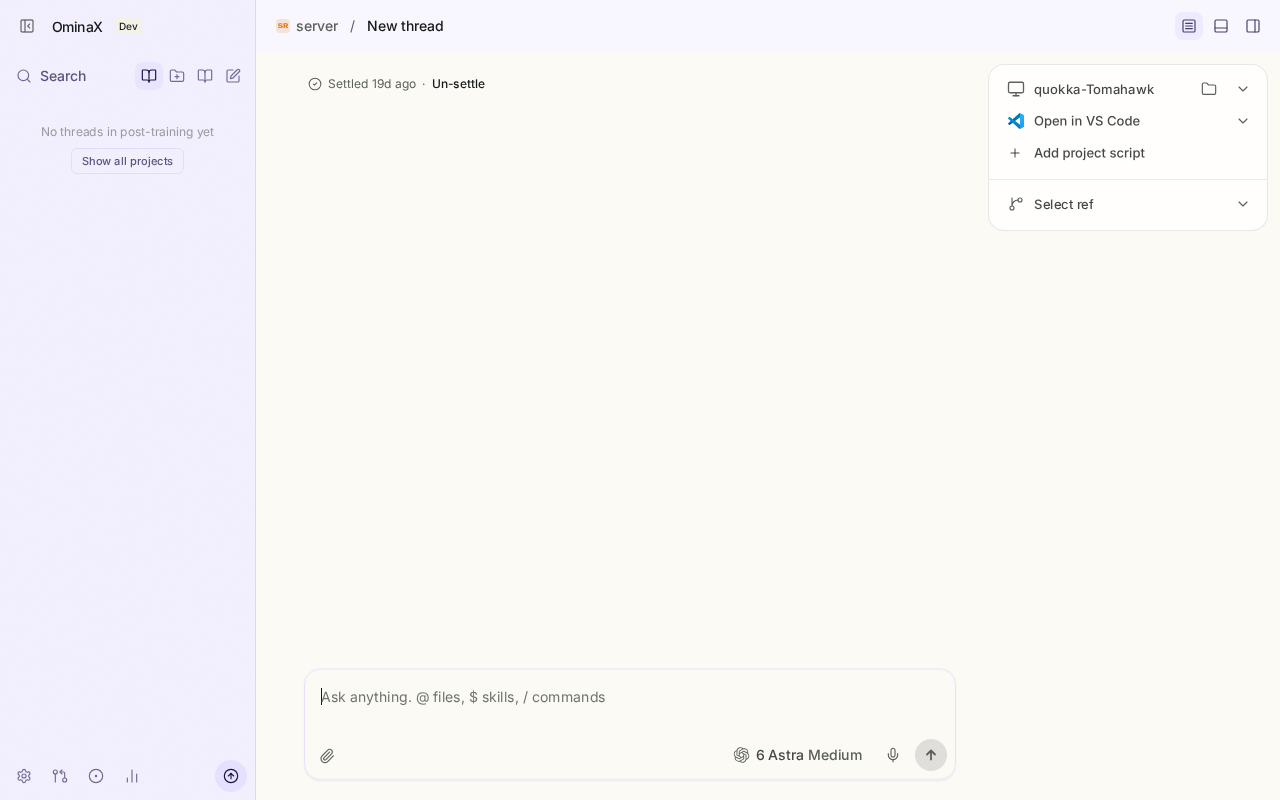 OminaX Dev
Search
No threads in post-training yet
Show all projects
SR server / New thread
Settled 19d ago · Un-settle
quokka-Tomahawk
Open in VS Code
Add project script
Select ref
Ask anything. @ files, $ skills, / commands
6 Astra Medium